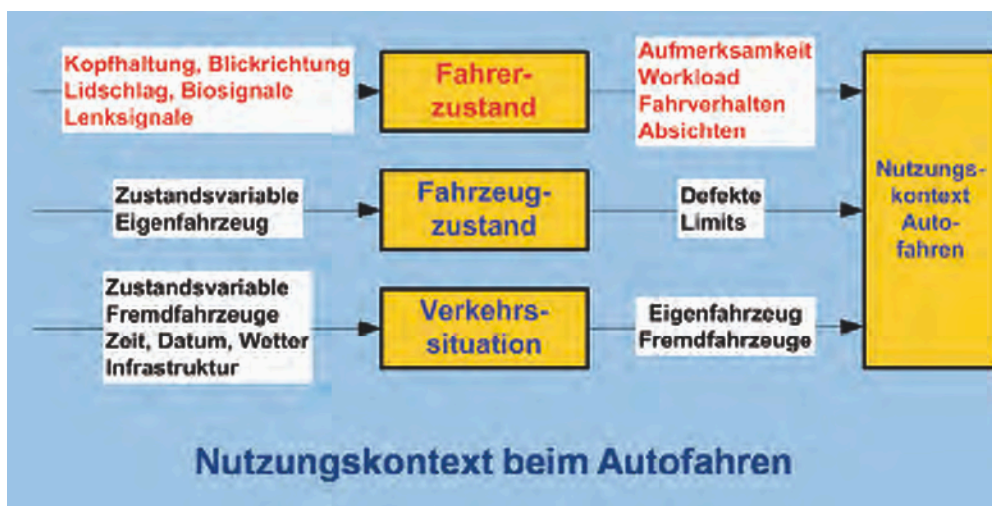 Kopfhaltung, Blickrichtung
Lidschlag, Biosignale
Lenksignale
Fahrer-
zustand
Aufmerksamkeit
Workload
Fahrverhalten
Absichten
Zustandsvariable
Eigenfahrzeug
Fahrzeug-
zustand
Defekte
Limits
Zustandsvariable
Fremdfahrzeuge
Zeit, Datum, Wetter
Infrastruktur
Verkehrs-
situation
Eigenfahrzeug
Fremdfahrzeuge
Nutzungs-
kontext
Auto-
fahren
Nutzungskontext beim Autofahren